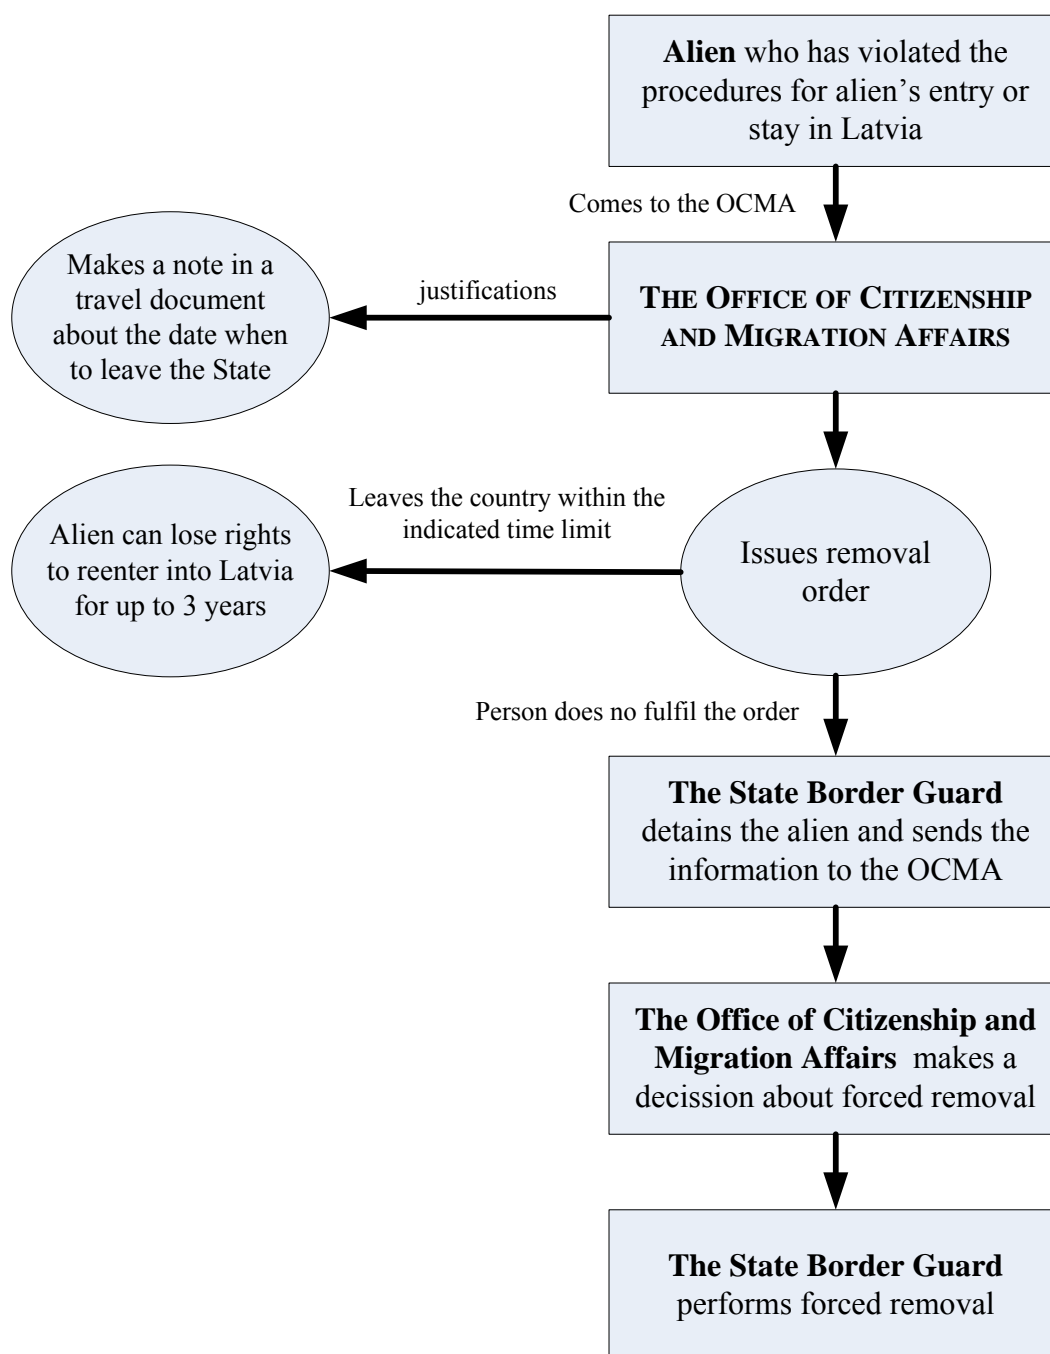 Alien who has violated the
procedures for alien's entry or
stay in Latvia
Comes to the OCMA
Makes a note in a
travel document
about the date when
to leave the State
justifications
THE OFFICE OF CITIZENSHIP
AND MIGRATION AFFAIRS
Alien can lose rights
to reenter into Latvia
for up to 3 years
Leaves the country within the
indicated time limit
Issues removal
order
Person does no fulfil the order
The State Border Guard
detains the alien and sends the
information to the OCMA
The Office of Citizenship and
Migration Affairs makes a
decission about forced removal
The State Border Guard
performs forced removal